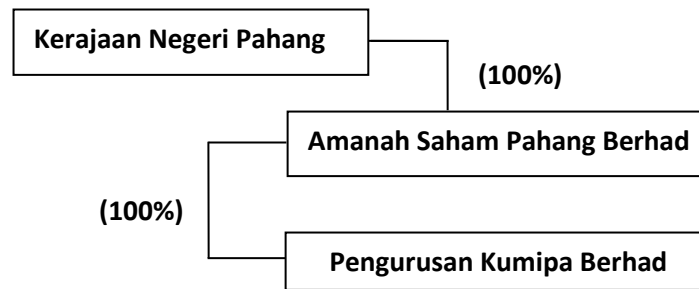 Kerajaan Negeri Pahang
(100%)
Amanah Saham Pahang Berhad
(100%)
Pengurusan Kumipa Berhad